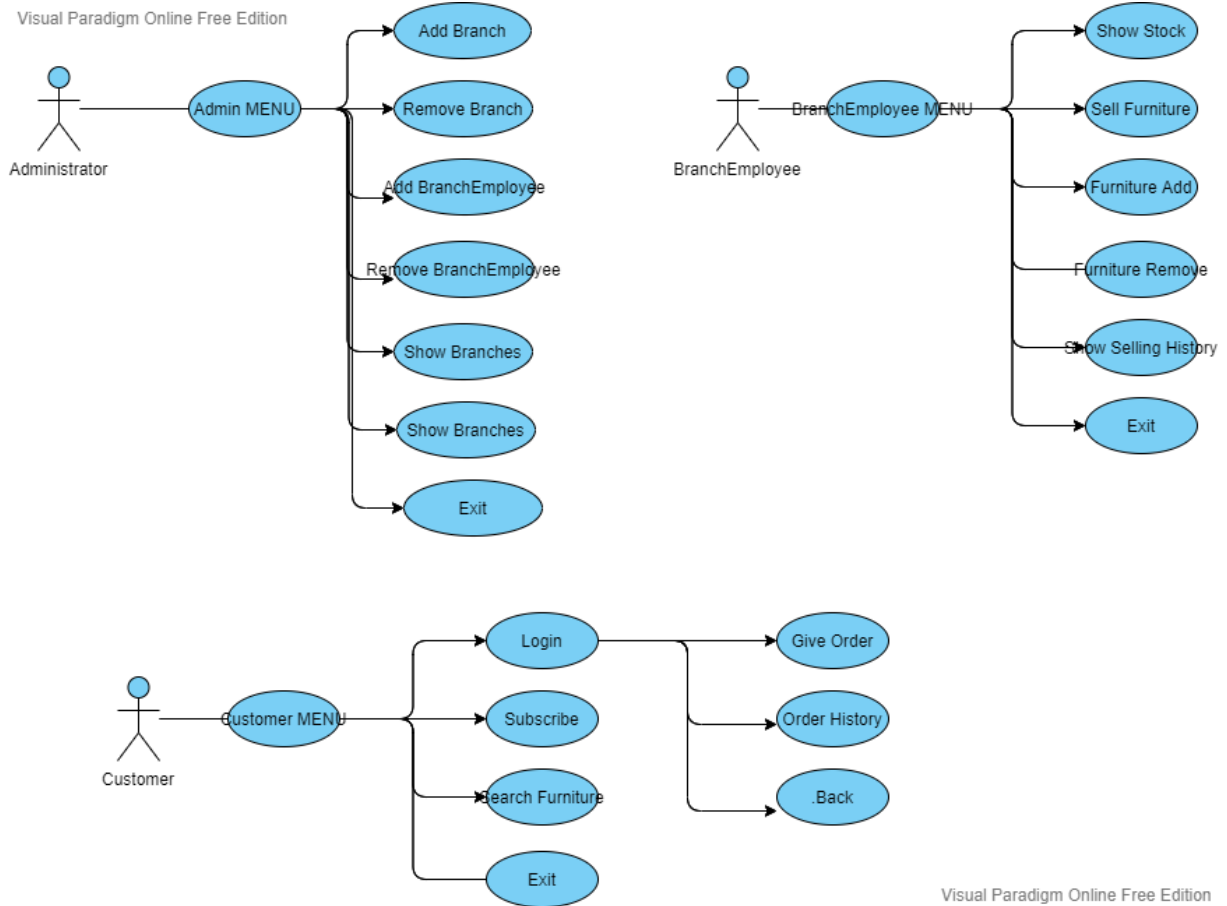 Visual Paradigm Online Free Edition
Add Branch
Show Stock
Admin MENU
Remove Branch
BranchEmployee MENU
Sell Furniture
Administrator
BranchEmployee
Add BranchEmployee
Furniture Add
Remove BranchEmployee
Furniture Remove
Show Branches
Show Selling History
Show Branches
Exit
Exit
Login
Give Order
Customer MENU
Subscribe
Order History
Customer
Search Furniture
.Back
Exit
Visual Paradigm Online Free Edition